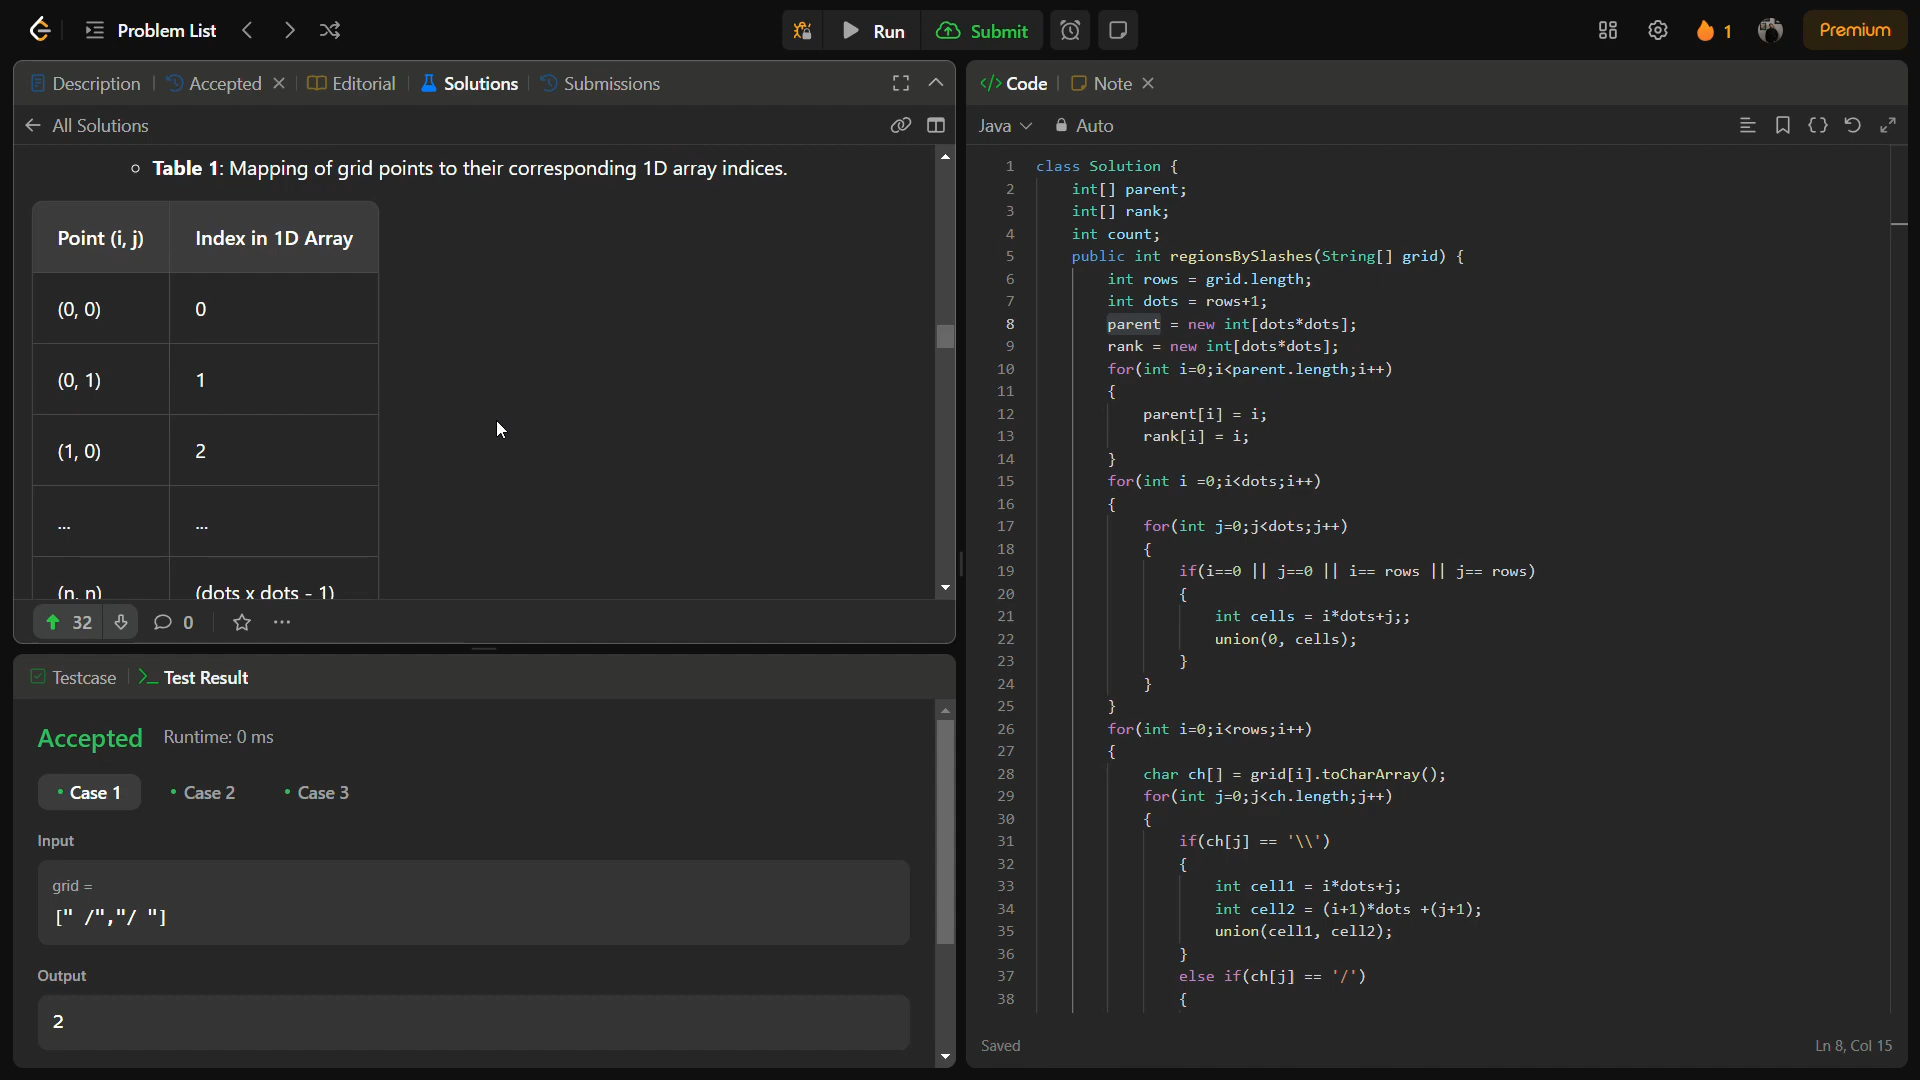 Problem List
Run
Submit
1
Premium
Description
Accepted
Editorial
Solutions
Submissions
All Solutions
Table 1: Mapping of grid points to their corresponding 1D array indices.
Point (i, j) Index in 1D Array
(0, 0) 0
(0, 1) 1
(1, 0) 2
... ...
(n, n) (dots x dots - 1)
32
0
Testcase
Test Result
Accepted Runtime: 0 ms
Case 1 Case 2 Case 3
Input
grid =
[" /","/ "]
Output
2
Code
Note
Java
Auto
1 class Solution {
2 int[] parent;
3 int[] rank;
4 int count;
5 public int regionsBySlashes(String[] grid) {
6 int rows = grid.length;
7 int dots = rows+1;
8 parent = new int[dots*dots];
9 rank = new int[dots*dots];
10 for(int i=0;i<parent.length;i++)
11 {
12 parent[i] = i;
13 rank[i] = i;
14 }
15 for(int i =0;i<dots;i++)
16 {
17 for(int j=0;j<dots;j++)
18 {
19 if(i==0 || j==0 || i== rows || j== rows)
20 {
21 int cells = i*dots+j;;
22 union(0, cells);
23 }
24 }
25 }
26 for(int i=0;i<rows;i++)
27 {
28 char ch[] = grid[i].toCharArray();
29 for(int j=0;j<ch.length;j++)
30 {
31 if(ch[j] == '\\')
32 {
33 int cell1 = i*dots+j;
34 int cell2 = (i+1)*dots +(j+1);
35 union(cell1, cell2);
36 }
37 else if(ch[j] == '/')
38 {
Saved
Ln 8, Col 15